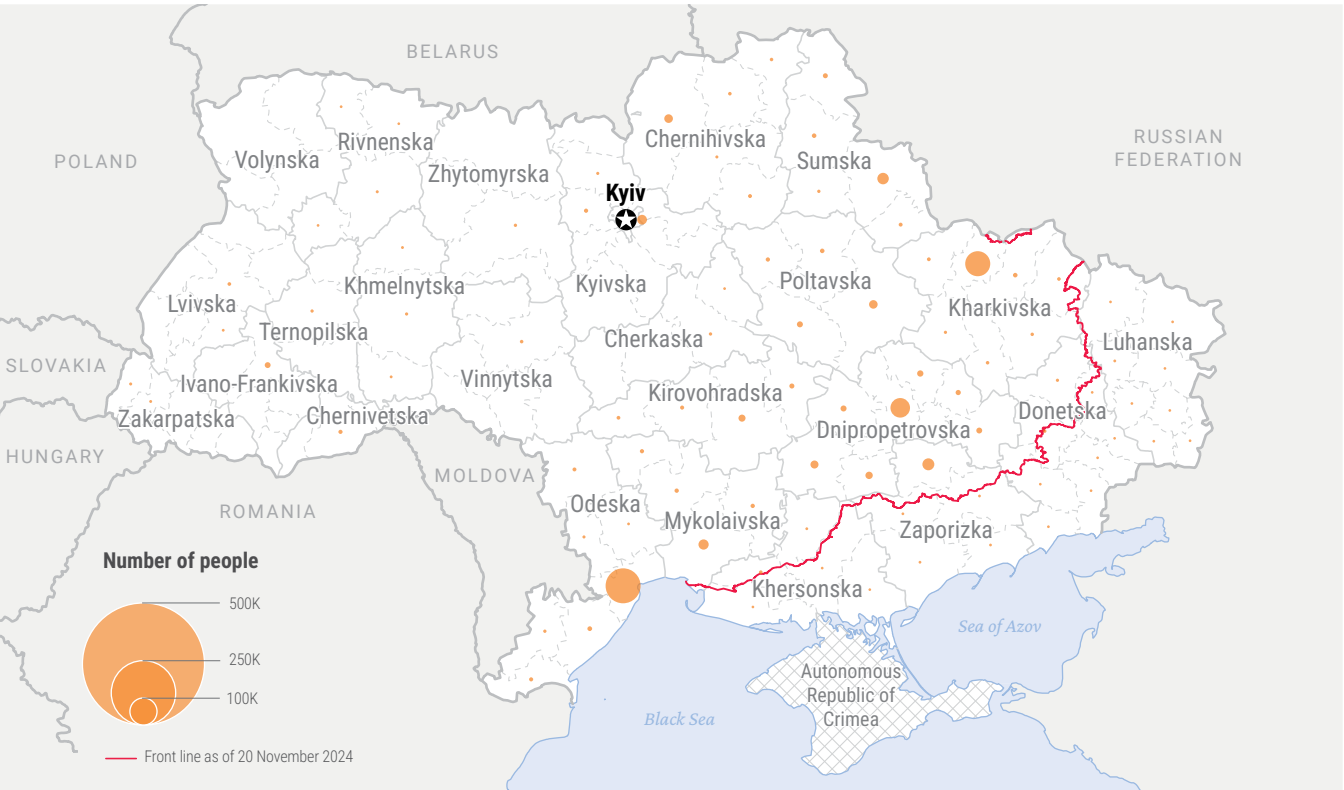 BELARUS
RUSSIAN
FEDERATION
POLAND
Volynska
Rivnenska
Zhytomyrska
Chernihivska
Sumska
Kyiv
Lvivska
Khmelnytska
Ternopilska
Kyivska
Poltavska
Kharkivska
Luhanska
Cherkaska
SLOVAKIA
Ivano-Frankivska
Vinnytska
Kirovohradska
Zakarpatska
Chernivetska
Dnipropetrovska
Donetska
HUNGARY
MOLDOVA
ROMANIA
Odeska
Mykolaivska
Zaporizka
Khersonska
Sea of Azov
Autonomous
Republic of
Crimea
Black Sea
Number of people
500K
250K
100K
Front line as of 20 November 2024